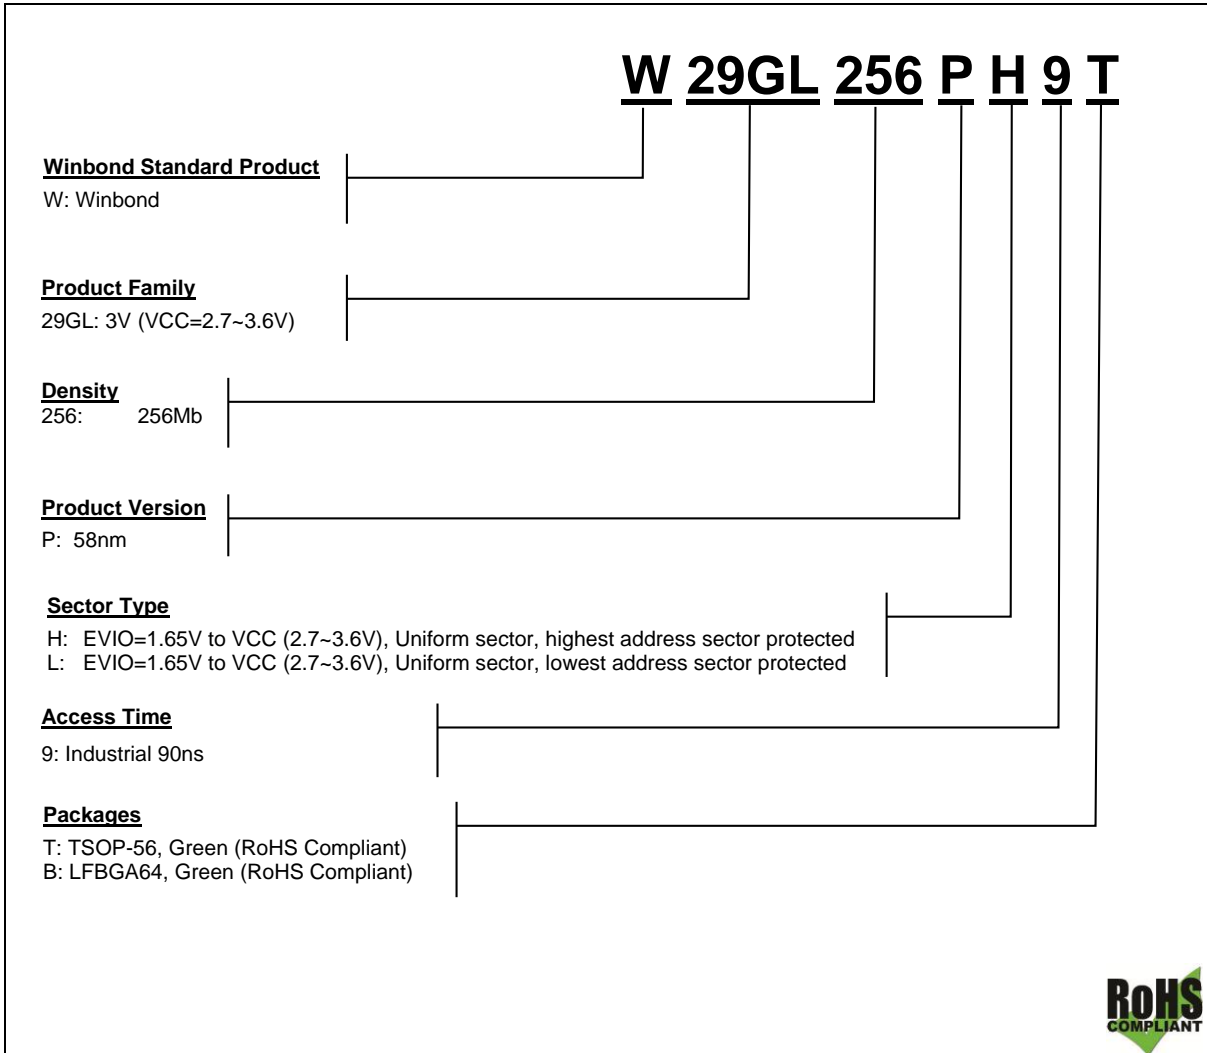 W 29GL 256 P H 9 T
Winbond Standard Product
W: Winbond
Product Family
29GL: 3V (VCC=2.7~3.6V)
Density
256: 256Mb
Product Version
P: 58nm
Sector Type
H: EVIO=1.65V to VCC (2.7~3.6V), Uniform sector, highest address sector protected
L: EVIO=1.65V to VCC (2.7~3.6V), Uniform sector, lowest address sector protected
Access Time
9: Industrial 90ns
Packages
T: TSOP-56, Green (RoHS Compliant)
B: LFBGA64, Green (RoHS Compliant)
RoHS
COMPLIANT